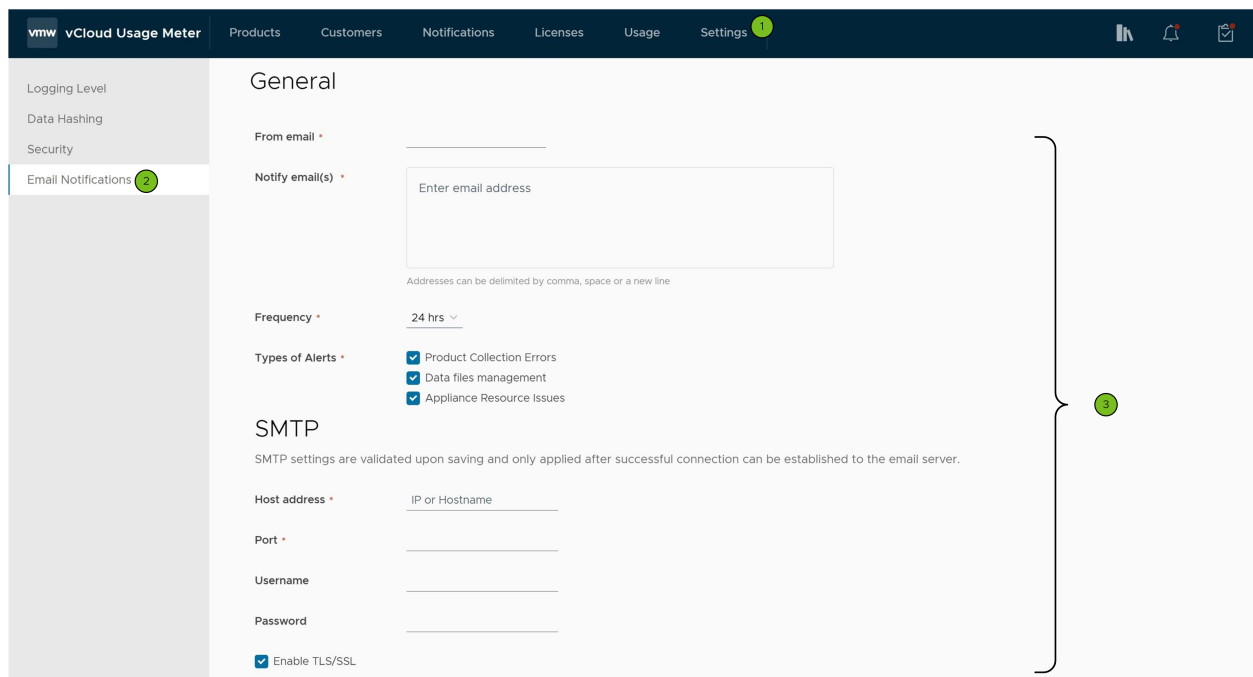 vmw vCloud Usage Meter Products Customers Notifications Licenses Usage Settings 1
Logging Level
Data Hashing
Security
Email Notifications 2
General
From email *
Notify email(s) * Enter email address
Addresses can be delimited by comma, space or a new line
Frequency * 24 hrs
Types of Alerts * Product Collection Errors
Data files management
Appliance Resource Issues
3
SMTP
SMTP settings are validated upon saving and only applied after successful connection can be established to the email server.
Host address * IP or Hostname
Port *
Username
Password
Enable TLS/SSL